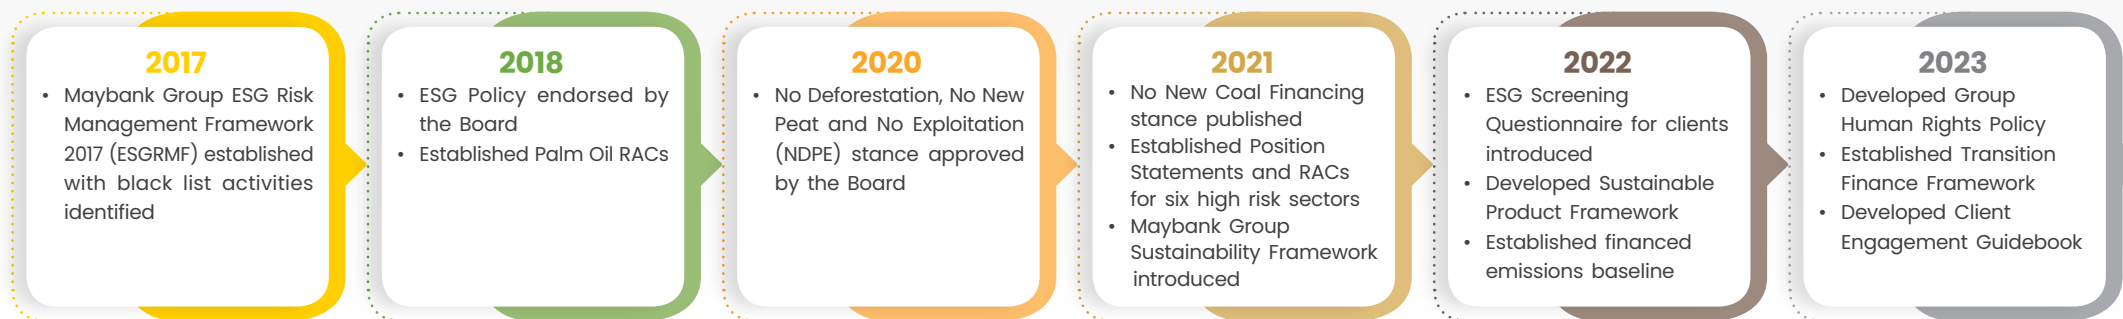 2017
• Maybank Group ESG Risk
Management Framework
2017 (ESGRMF) established
with black list activities
identified
2018
• ESG Policy endorsed by
the Board
• Established Palm Oil RACs
2020
• No Deforestation, No New
Peat and No Exploitation
(NDPE) stance approved
by the Board
2021
• No New Coal Financing
stance published
• Established Position
Statements and RACs
for six high risk sectors
• Maybank Group
Sustainability Framework
introduced
2022
• ESG Screening
Questionnaire for clients
introduced
• Developed Sustainable
Product Framework
• Established financed
emissions baseline
2023
• Developed Group
Human Rights Policy
• Established Transition
Finance Framework
• Developed Client
Engagement Guidebook